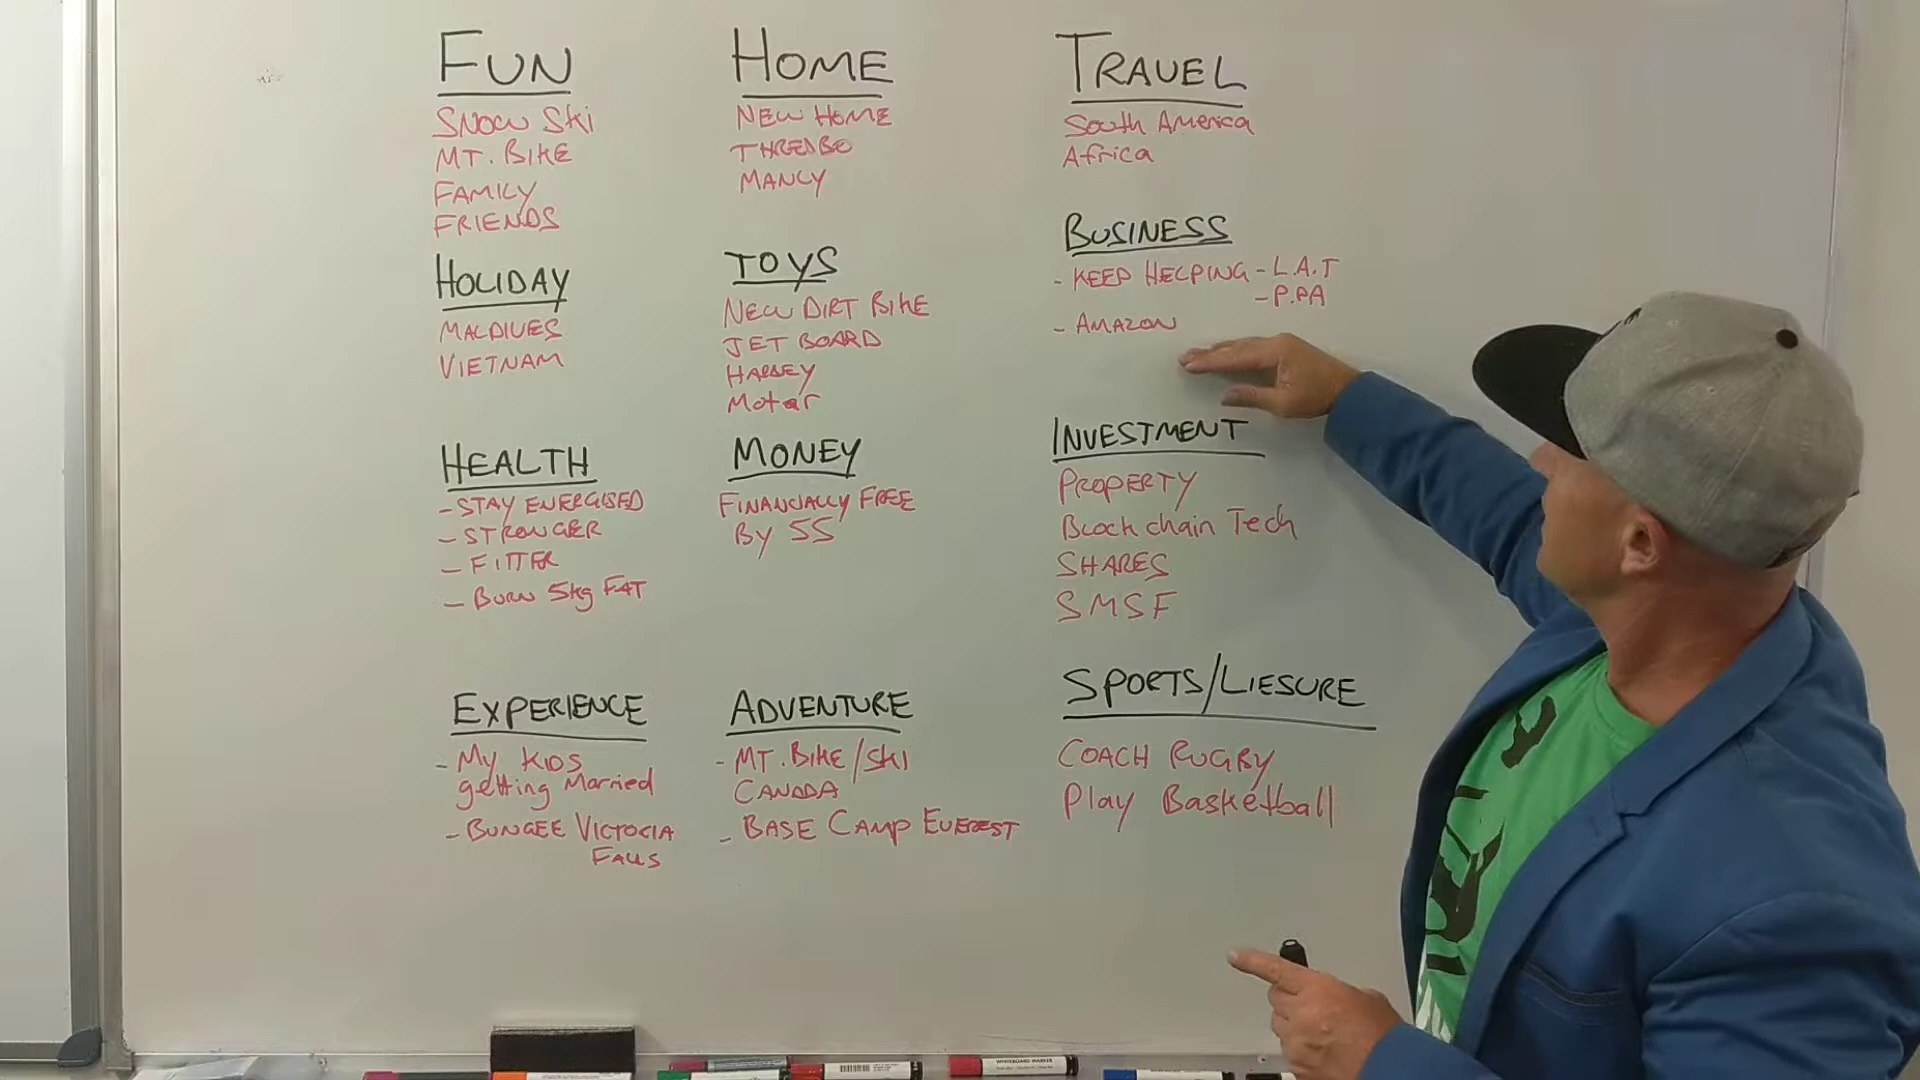 FUN
SNOW SKi
MT. BIKE
FAMILY
FRIENDS
HOLIDAY
MALDIVES
VIETNAM
HEALTH
- STAY ENERGISED
- STRONGER
- FITTER
- BURN 5kg FAT
EXPERIENCE
- My KIDS
getting Married
- BUNGEE VICTORIA
FALLS
HOME
NEW HOME
THREDBO
MANLY
TOYS
NEW DIRT BIKE
JET BOARD
HARLEY
Motor
MONEY
FINANCIALLY FREE
By 55
ADVENTURE
- MT. BIKE/SKI
CANADA
- BASE CAMP EVEREST
TRAVEL
South America
Africa
BUSINESS
- KEEP HELPING - L.A.T
- P.PA
- AMAZON
INVESTMENT
PROPERTY
Blockchain Tech
SHARES
SMSF
SPORTS/LIESURE
COACH RUGBY
Play Basketball
WHITEBOARD MARKER